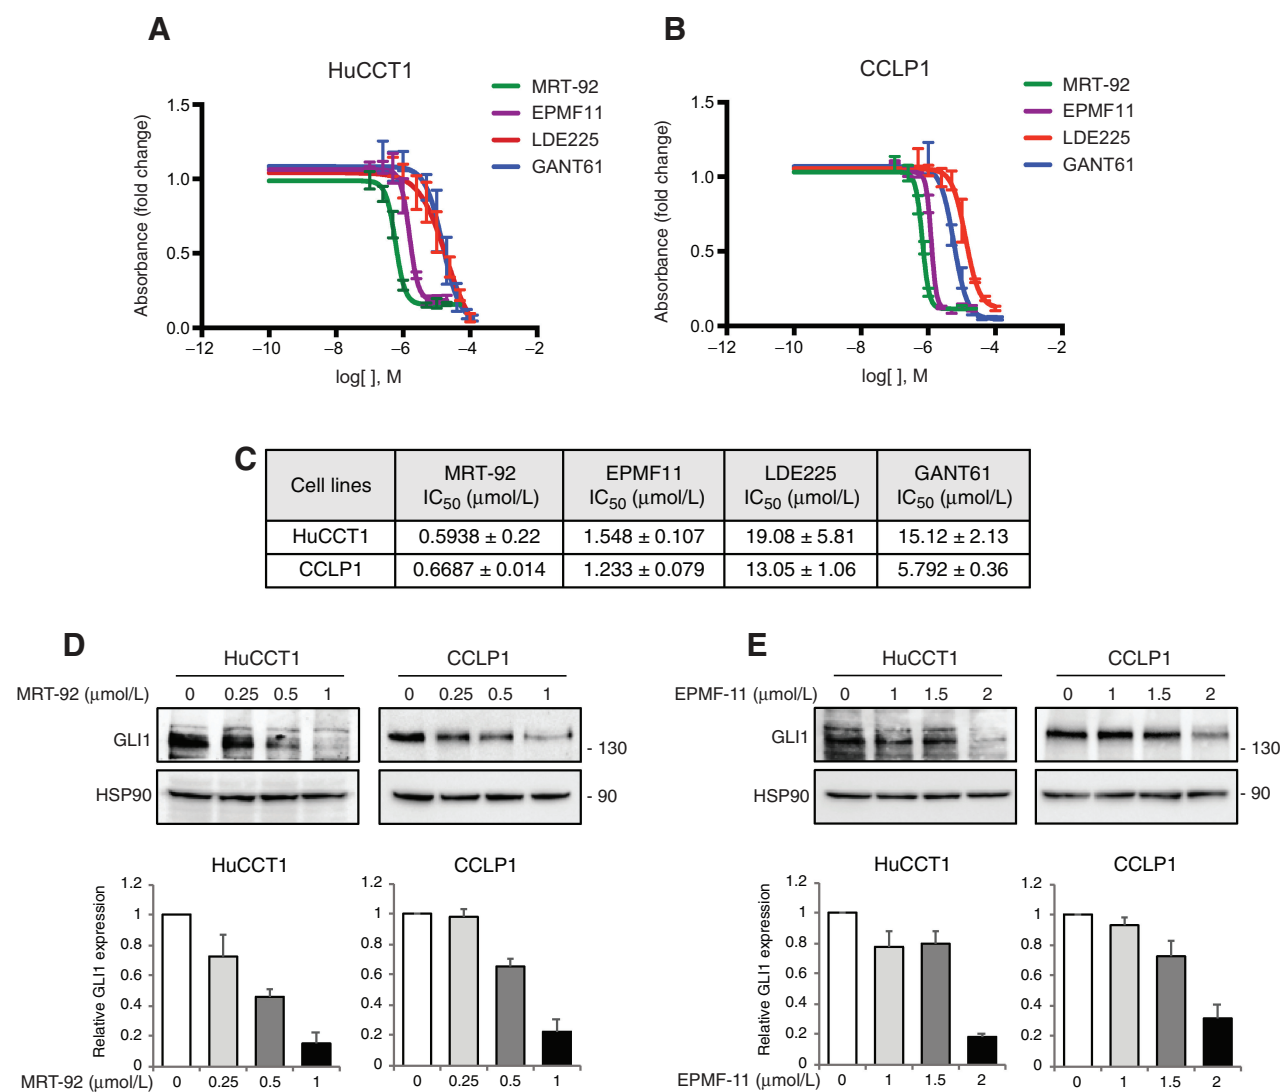 A
HuCCT1
MRT-92
EPMF11
LDE225
GANT61
Absorbance (fold change)
1.5
1.0
0.5
0.0
–12 –10 –8 –6 –4 –2
log[ ], M
B
CCLP1
MRT-92
EPMF11
LDE225
GANT61
Absorbance (fold change)
1.5
1.0
0.5
0.0
–12 –10 –8 –6 –4 –2
log[ ], M
C
Cell lines MRT-92 IC50 (μmol/L) EPMF11 IC50 (μmol/L) LDE225 IC50 (μmol/L) GANT61 IC50 (μmol/L)
HuCCT1 0.5938 ± 0.22 1.548 ± 0.107 19.08 ± 5.81 15.12 ± 2.13
CCLP1 0.6687 ± 0.014 1.233 ± 0.079 13.05 ± 1.06 5.792 ± 0.36
D
HuCCT1 CCLP1
MRT-92 (μmol/L) 0 0.25 0.5 1 0 0.25 0.5 1
GLI1 - 130
HSP90 - 90
HuCCT1
Relative GLI1 expression
1.2
1
0.8
0.6
0.4
0.2
0
MRT-92 (μmol/L) 0 0.25 0.5 1
CCLP1
1.2
1
0.8
0.6
0.4
0.2
0
0 0.25 0.5 1
E
HuCCT1 CCLP1
EPMF-11 (μmol/L) 0 1 1.5 2 0 1 1.5 2
GLI1 - 130
HSP90 - 90
HuCCT1
Relative GLI1 expression
1.2
1
0.8
0.6
0.4
0.2
0
EPMF-11 (μmol/L) 0 1 1.5 2
CCLP1
1.2
1
0.8
0.6
0.4
0.2
0
0 1 1.5 2